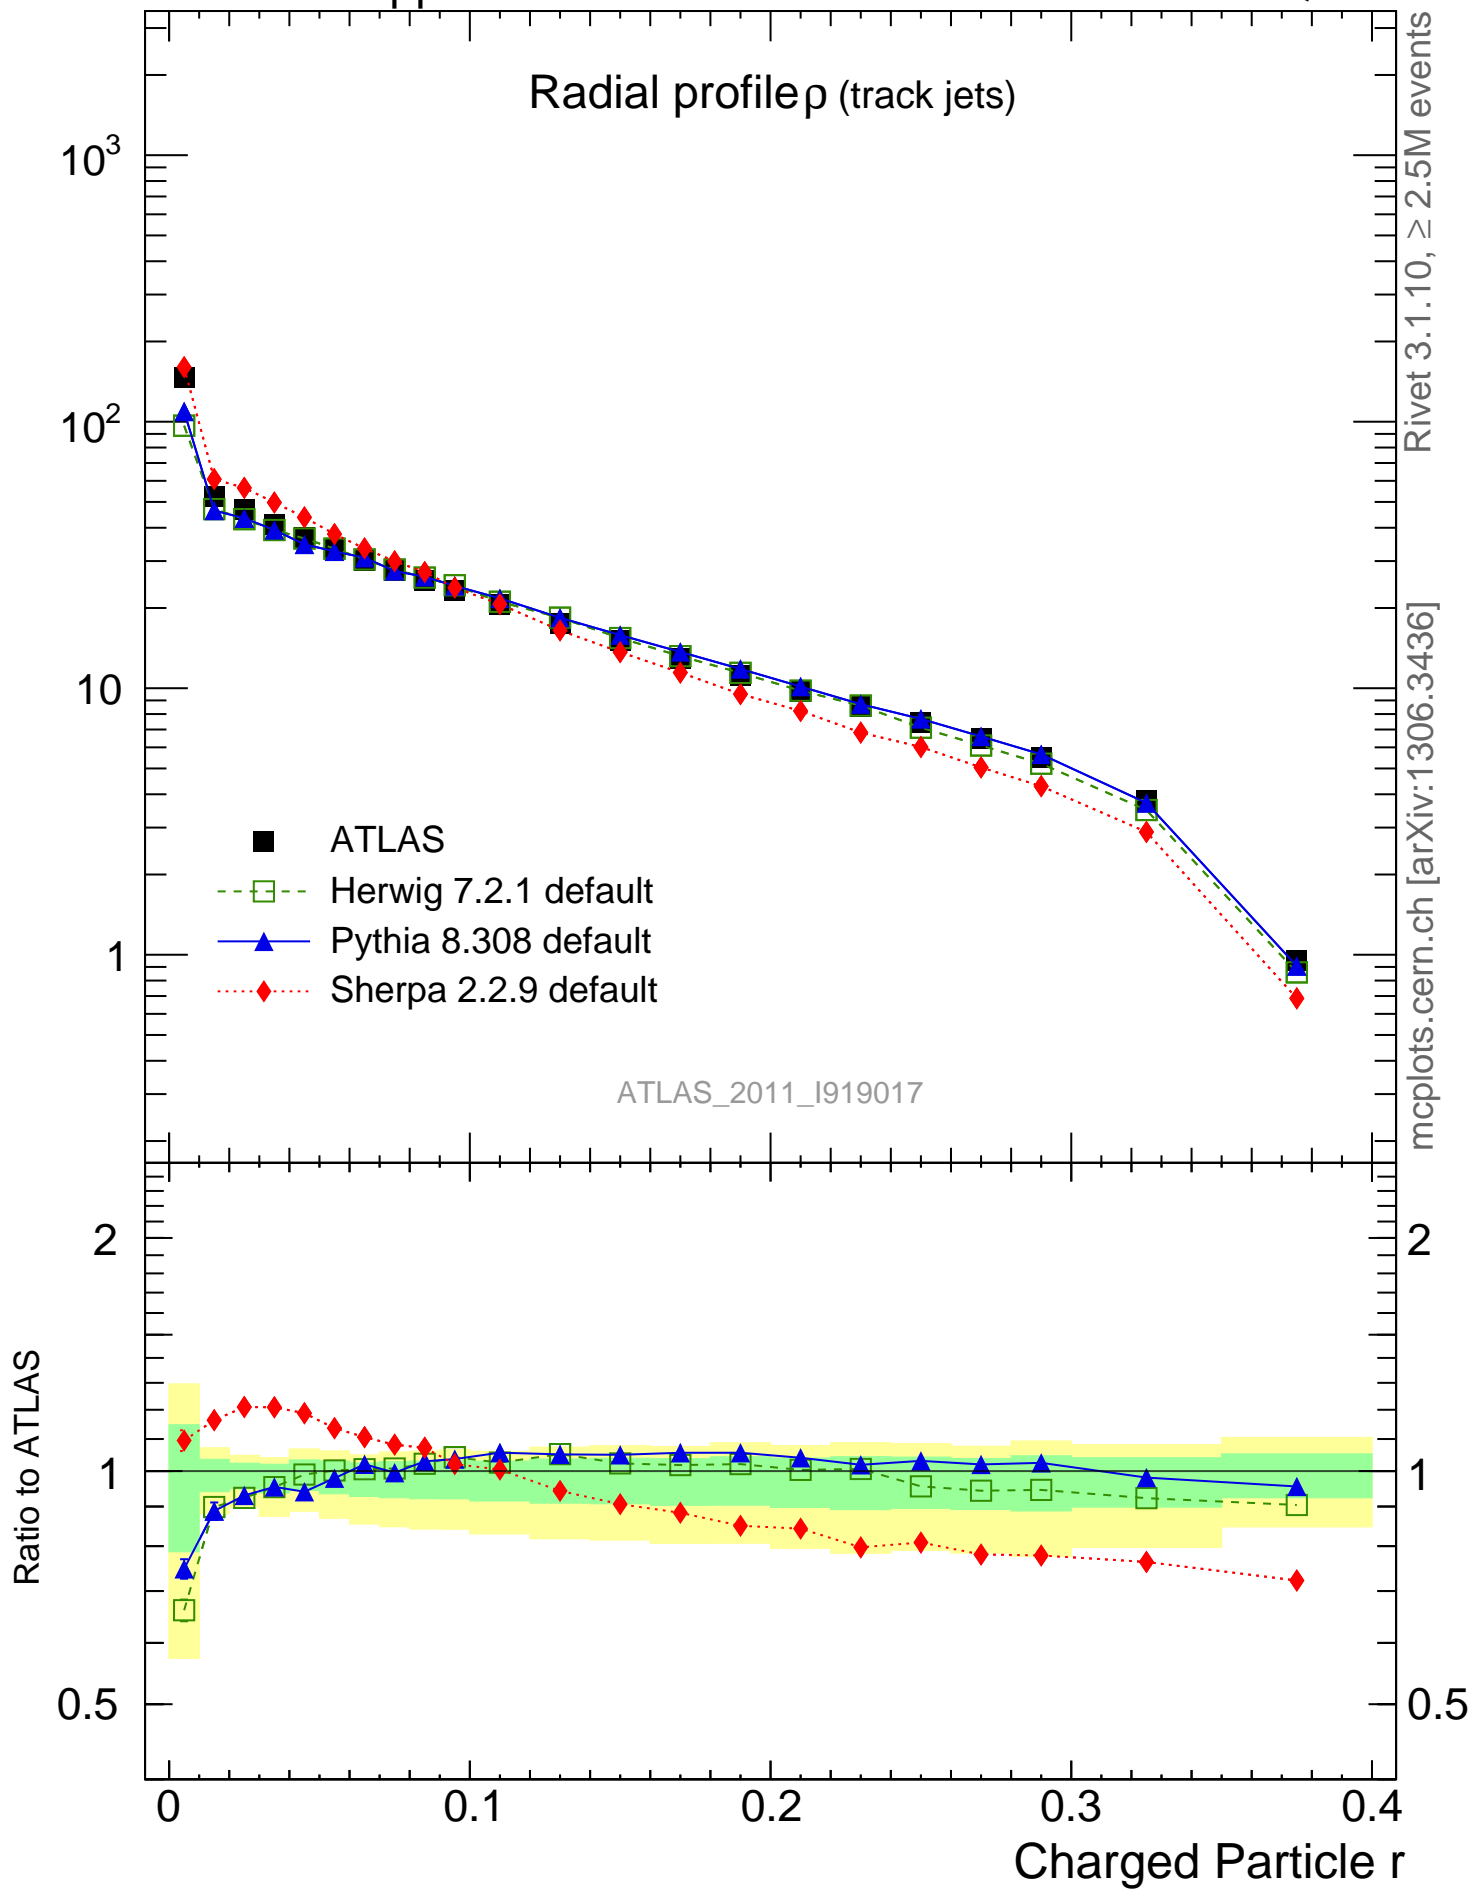 Radial profile ρ (track jets)
10³
10²
10
1
ATLAS
Herwig 7.2.1 default
Pythia 8.308 default
Sherpa 2.2.9 default
ATLAS_2011_I919017
Rivet 3.1.10, ≥ 2.5M events
mcplots.cern.ch [arXiv:1306.3436]
Ratio to ATLAS
2
1
0.5
2
1
0.5
0 0.1 0.2 0.3 0.4
Charged Particle r